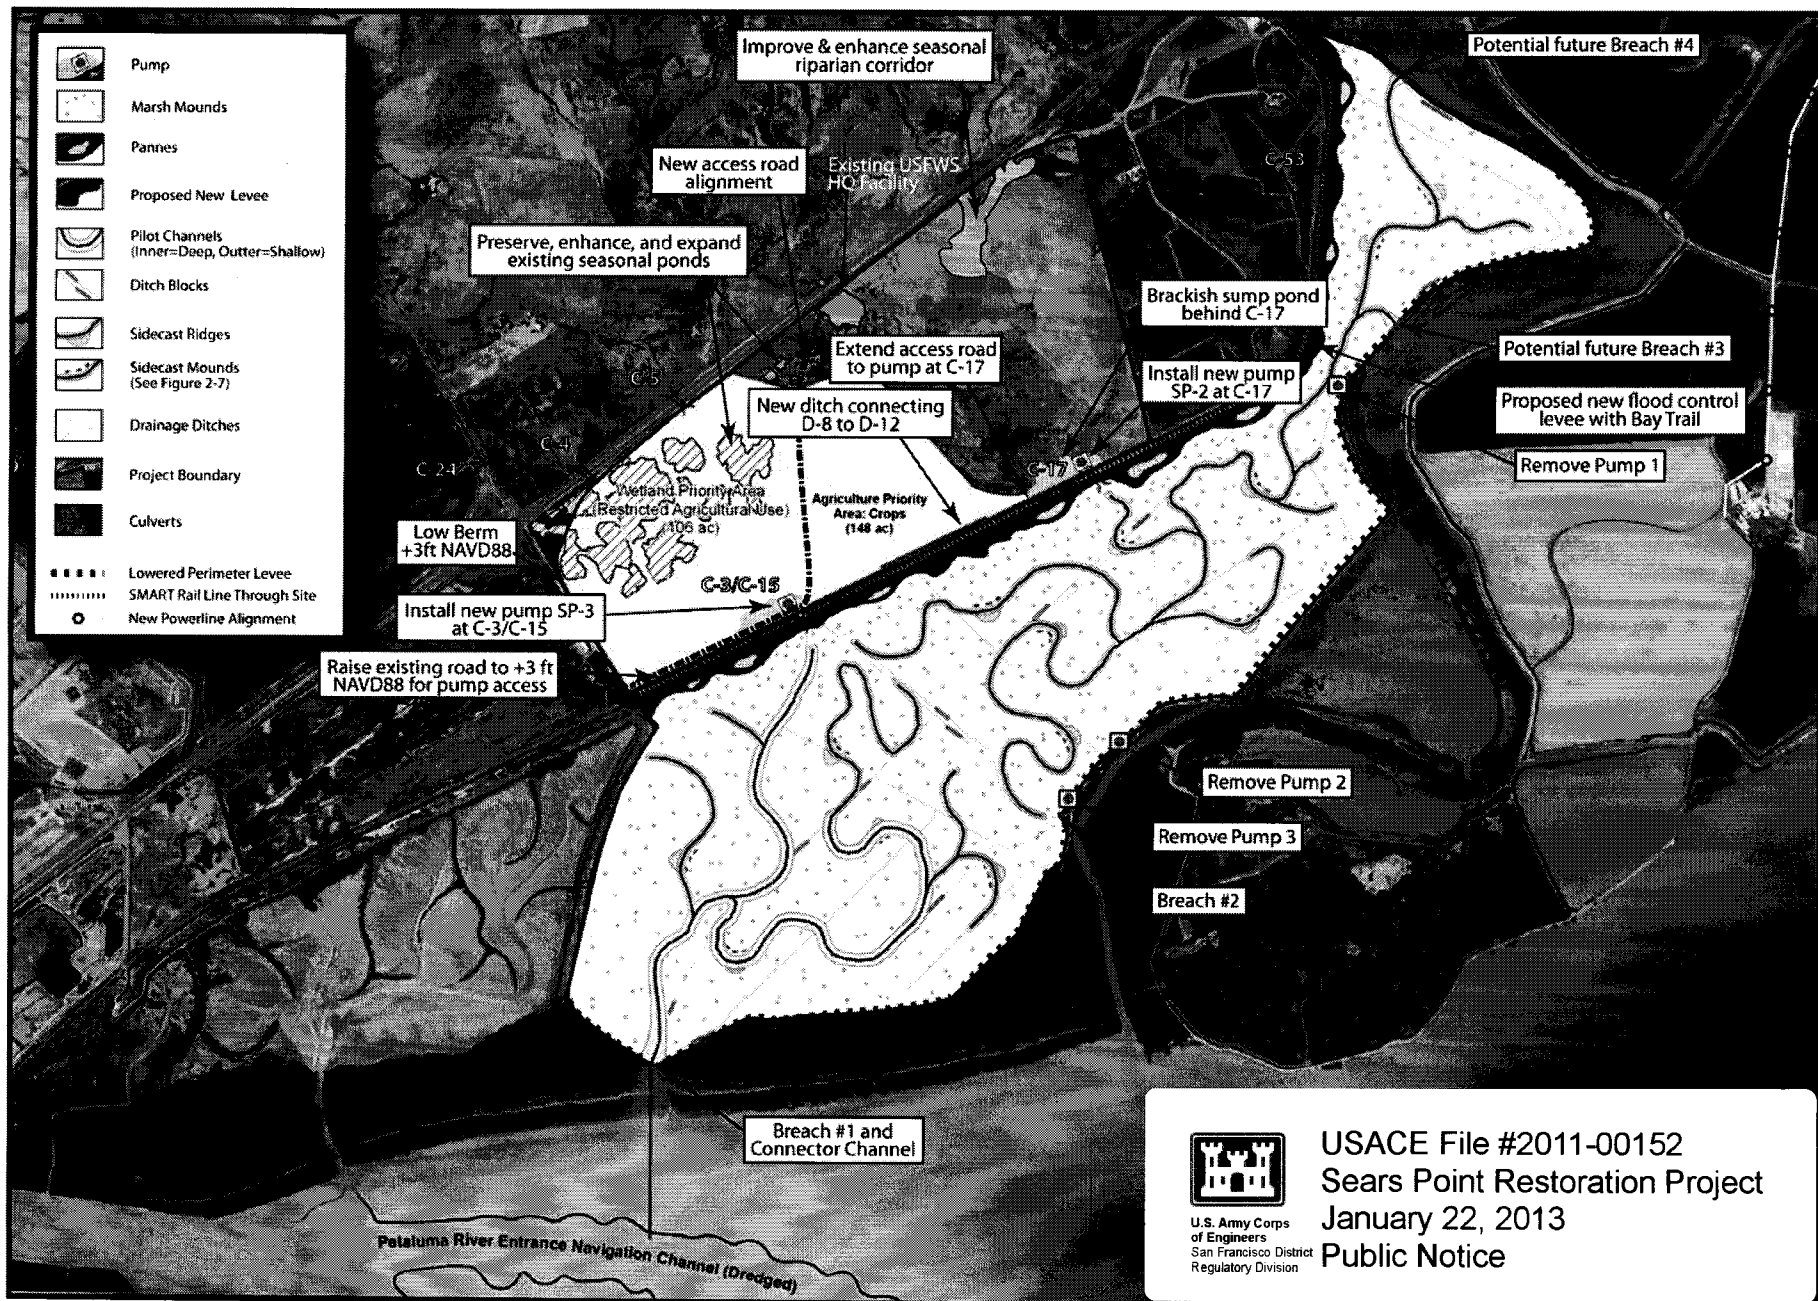 Pump
Marsh Mounds
Pannes
Proposed New Levee
Pilot Channels
(Inner=Deep, Outter=Shallow)
Ditch Blocks
Sidecast Ridges
Sidecast Mounds
(See Figure 2-7)
Drainage Ditches
Project Boundary
Culverts
Lowered Perimeter Levee
SMART Rail Line Through Site
New Powerline Alignment
Improve & enhance seasonal
riparian corridor
Potential future Breach #4
New access road
alignment
Existing USFWS
HQ Facility
C-53
Preserve, enhance, and expand
existing seasonal ponds
Brackish sump pond
behind C-17
Extend access road
to pump at C-17
Potential future Breach #3
Install new pump
SP-2 at C-17
C-5
New ditch connecting
D-8 to D-12
Proposed new flood control
levee with Bay Trail
C-4
C-24
C-17
Remove Pump 1
Wetland Priority Area
(Restricted Agricultural Use)
(106 ac)
Agriculture Priority
Area: Crops
(148 ac)
Low Berm
+3ft NAVD88
C-3/C-15
Install new pump SP-3
at C-3/C-15
Raise existing road to +3 ft
NAVD88 for pump access
Remove Pump 2
Remove Pump 3
Breach #2
Breach #1 and
Connector Channel
Petaluma River Entrance Navigation Channel (Dredged)
U.S. Army Corps
of Engineers
San Francisco District
Regulatory Division
USACE File #2011-00152
Sears Point Restoration Project
January 22, 2013
Public Notice